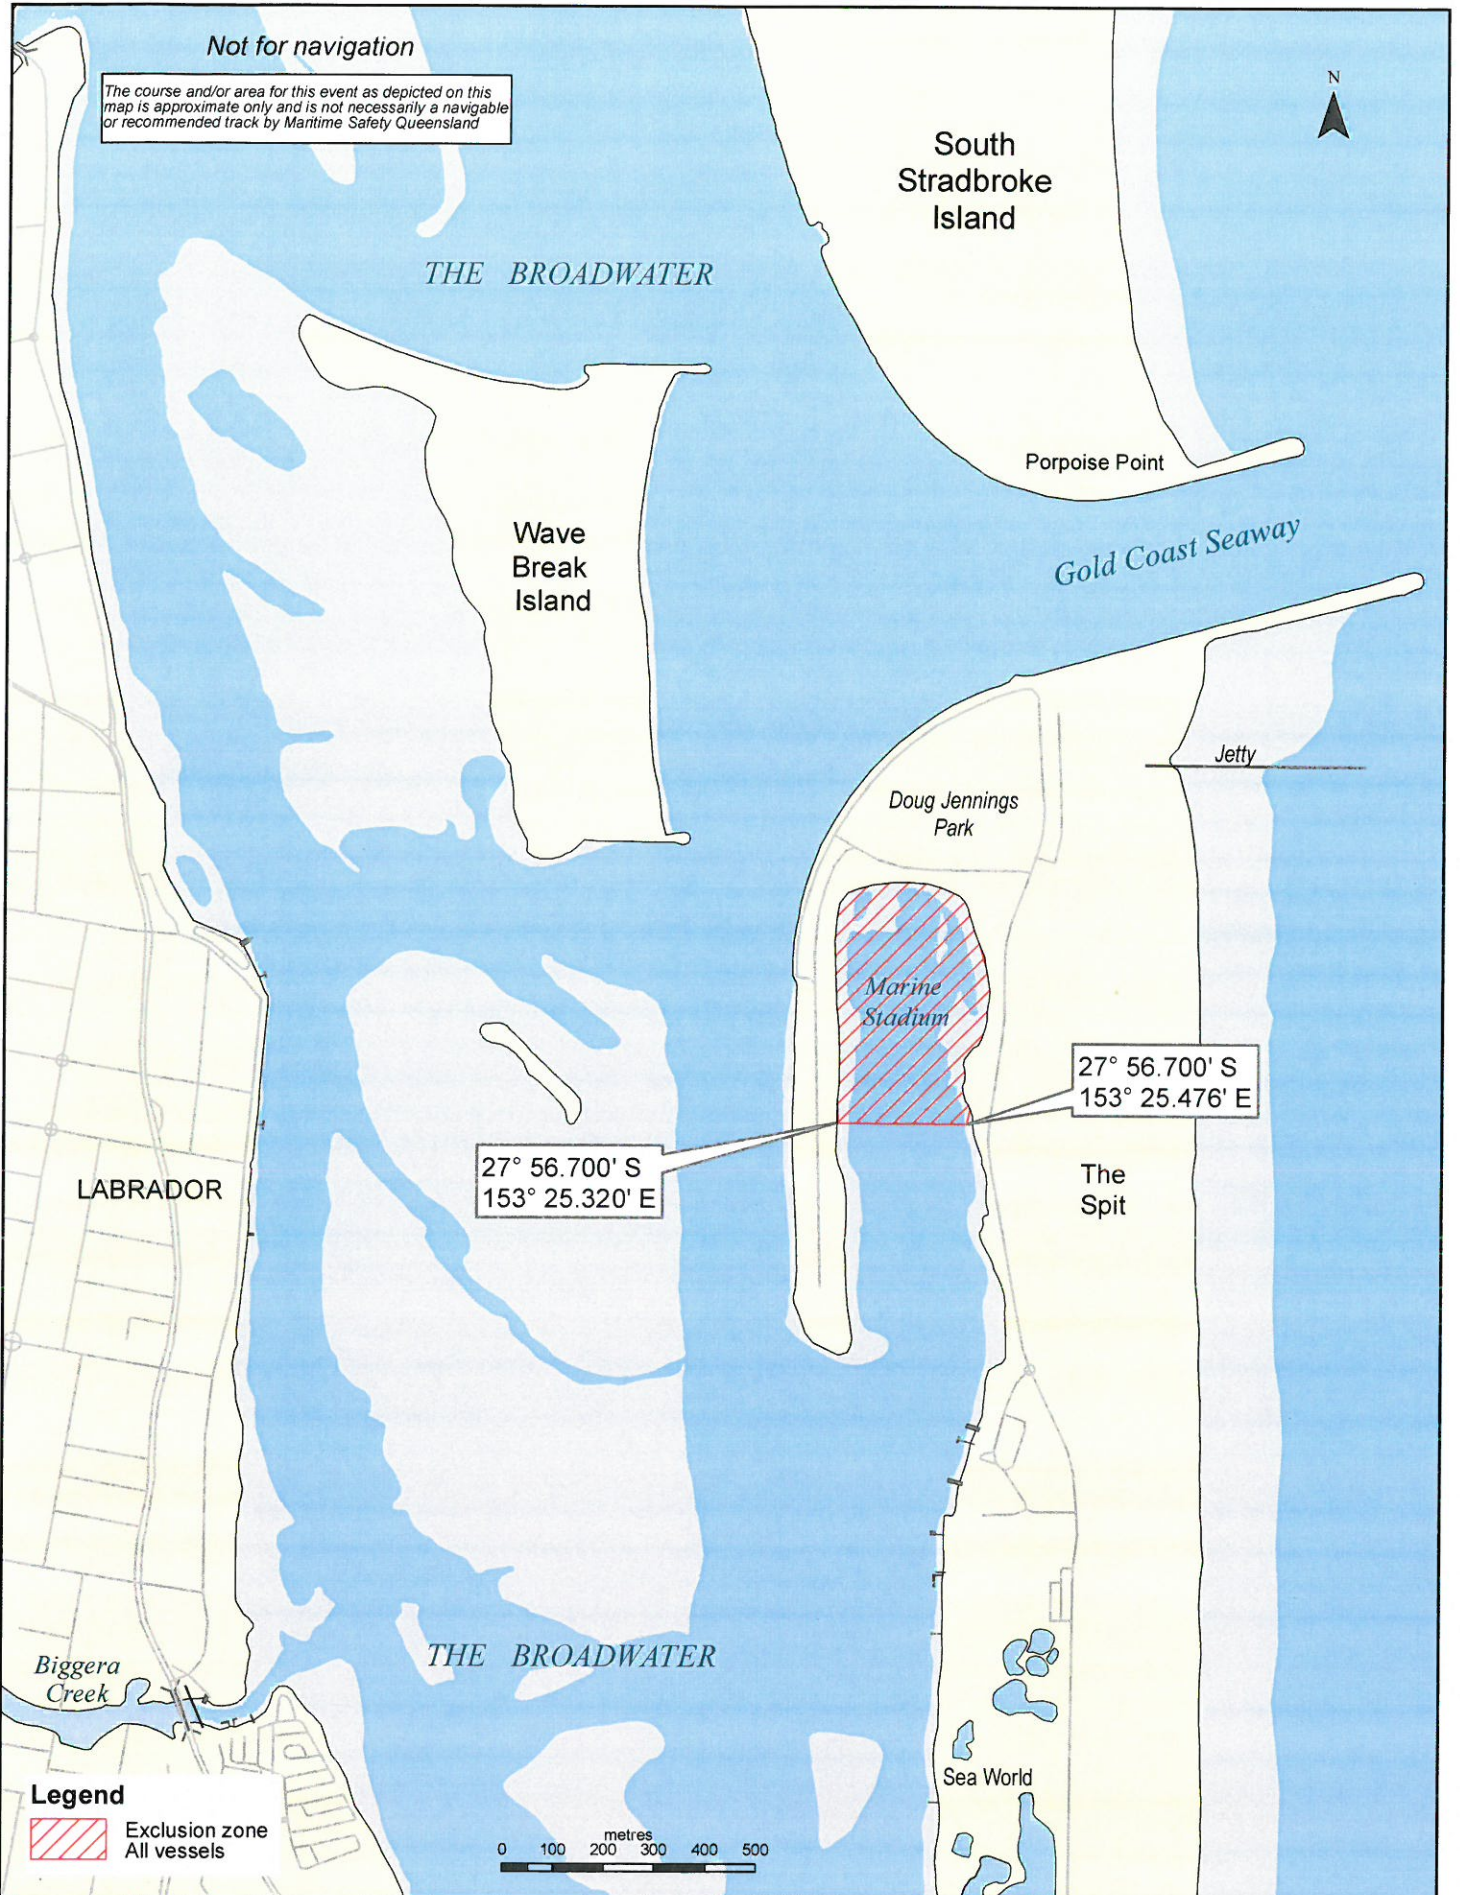 Not for navigation
The course and/or area for this event as depicted on this
map is approximate only and is not necessarily a navigable
or recommended track by Maritime Safety Queensland
N
South
Stradbroke
Island
THE BROADWATER
Porpoise Point
Wave
Break
Island
Gold Coast Seaway
Jetty
Doug Jennings
Park
Marine
Stadium
27° 56.700' S
153° 25.476' E
27° 56.700' S
153° 25.320' E
LABRADOR
The
Spit
THE BROADWATER
Biggera
Creek
Sea World
Legend
Exclusion zone
All vessels
metres
0 100 200 300 400 500